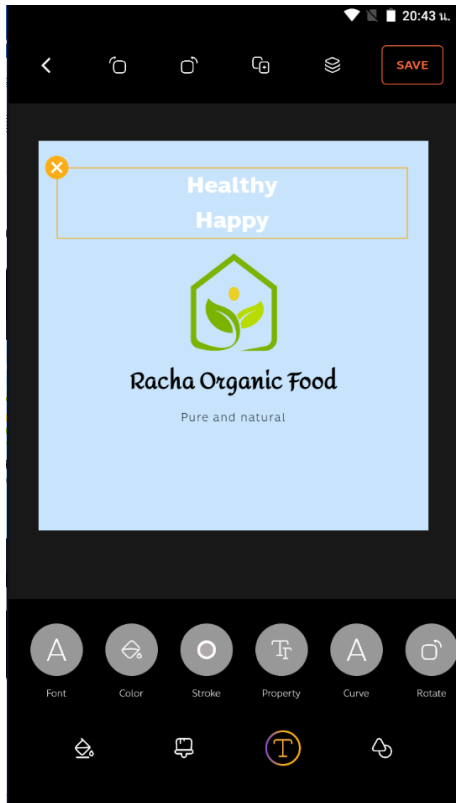 20:43 น.
SAVE
Healthy
Happy
Racha Organic Food
Pure and natural
Font Color Stroke Property Curve Rotate